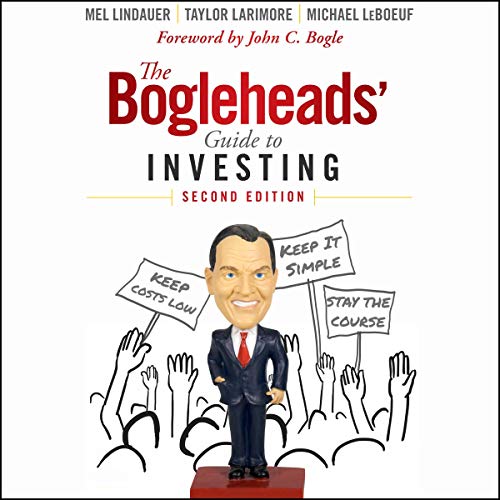 MEL LINDAUER | TAYLOR LARIMORE | MICHAEL LEBOEUF
Foreword by John C. Bogle
The
Bogleheads'
Guide to
INVESTING
SECOND EDITION
KEEP
COSTS LOW
KEEP IT
SIMPLE
STAY THE
COURSE